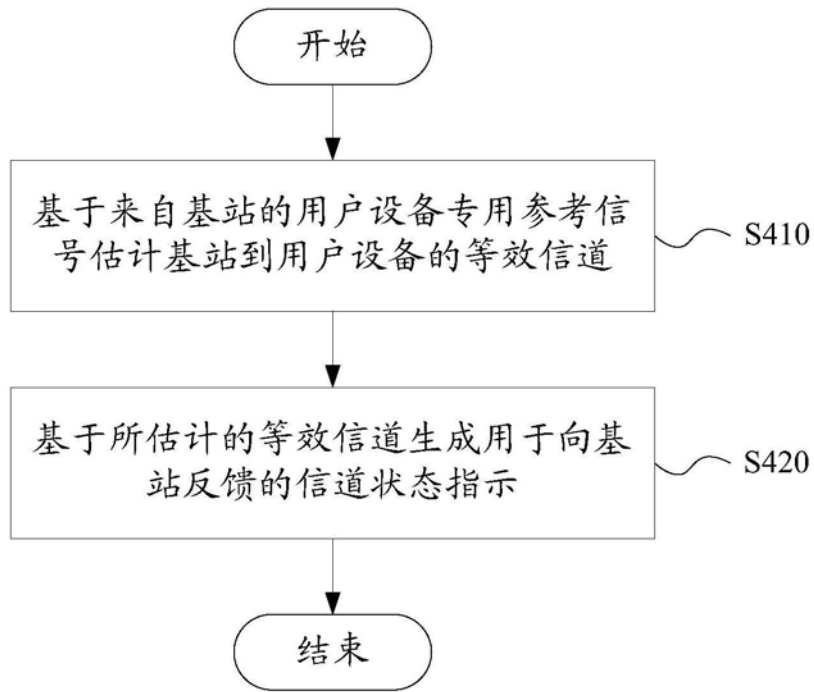 开始
基于来自基站的用户设备专用参考信
号估计基站到用户设备的等效信道
S410
基于所估计的等效信道生成用于向基
站反馈的信道状态指示
S420
结束